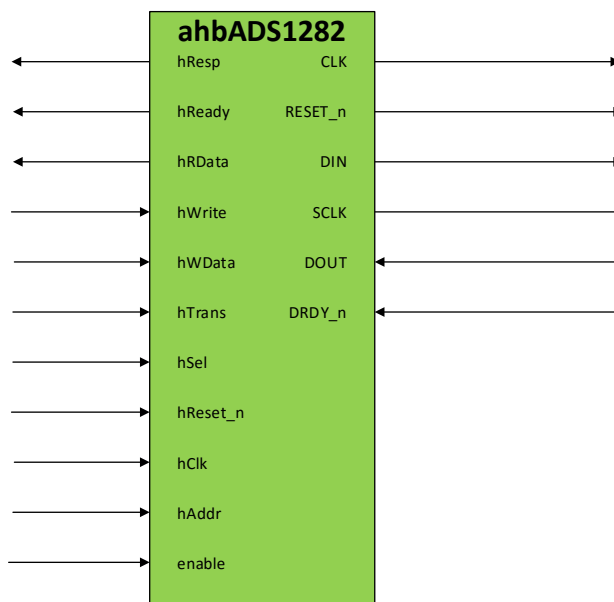 ahbADS1282
hResp CLK
hReady RESET_n
hRData DIN
hWrite SCLK
hWData DOUT
hTrans DRDY_n
hSel
hReset_n
hClk
hAddr
enable